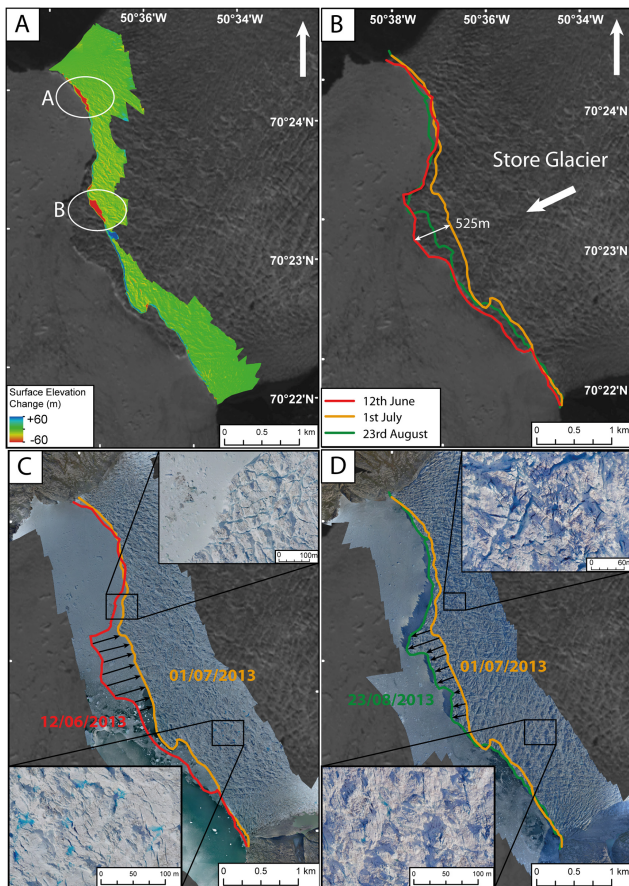 A
50°36'W
50°34'W
A
70°24'N
B
70°23'N
Surface Elevation
Change (m)
+60
-60
70°22'N
0 0.5 1 km
B
50°38'W
50°36'W
70°24'N
Store Glacier
525m
70°23'N
12th June
1st July
23rd August
70°22'N
0 0.5 1 km
C
0 100m
01/07/2013
12/06/2013
0 50 100 m
0 0.5 1 km
D
0 60m
01/07/2013
23/08/2013
0 50 100 m
0 0.5 1 km